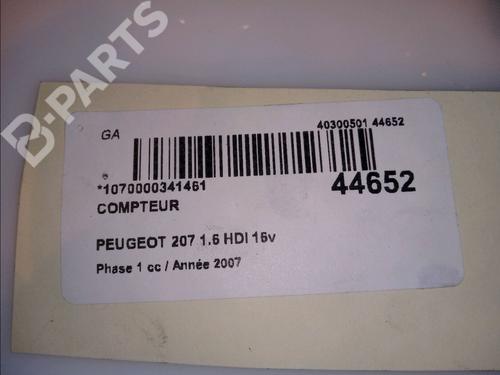 B-PARTS
GA
40300501 44652
*1070000341461
44652
COMPTEUR
PEUGEOT 207 1.6 HDI 16v
Phase 1 cc / Année 2007